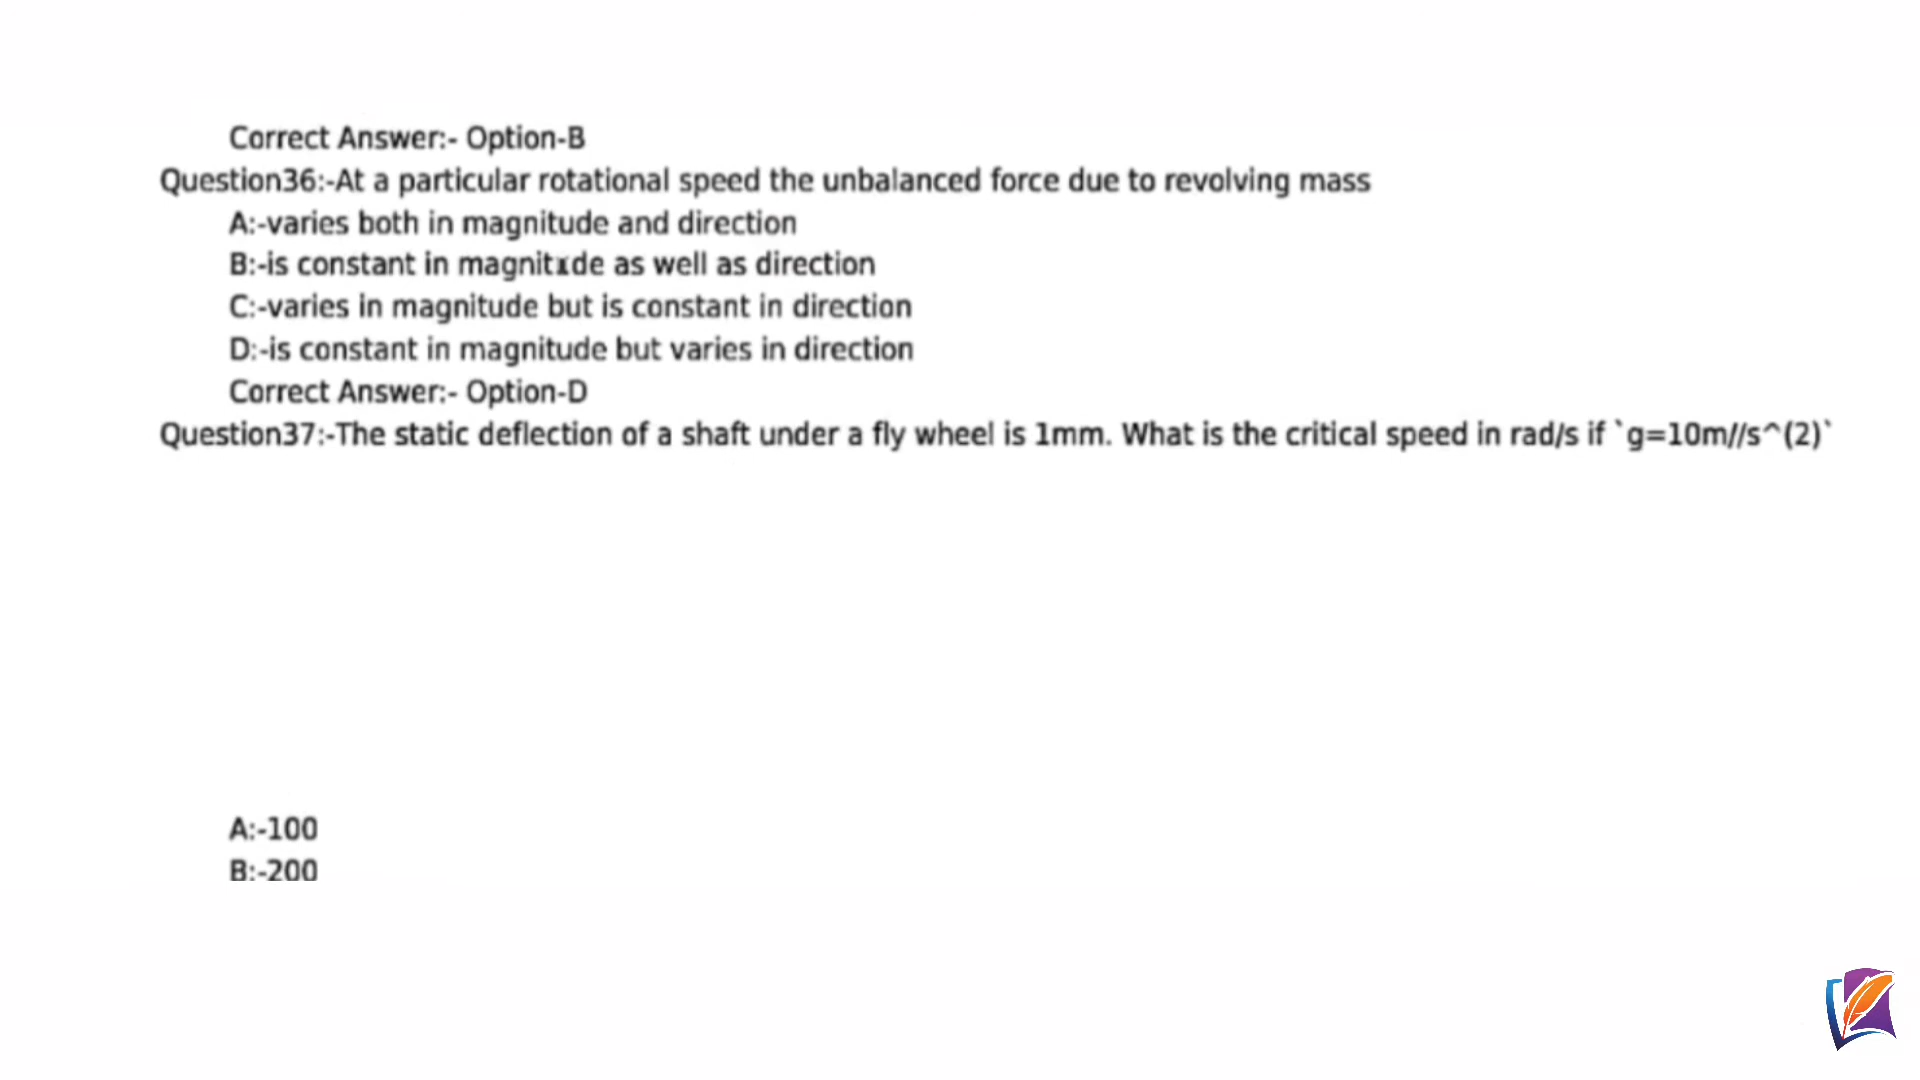 Correct Answer:- Option-B
Question36:-At a particular rotational speed the unbalanced force due to revolving mass
A:-varies both in magnitude and direction
B:-is constant in magnitude as well as direction
C:-varies in magnitude but is constant in direction
D:-is constant in magnitude but varies in direction
Correct Answer:- Option-D
Question37:-The static deflection of a shaft under a fly wheel is 1mm. What is the critical speed in rad/s if `g=10m//s^(2)`
A:-100
B:-200